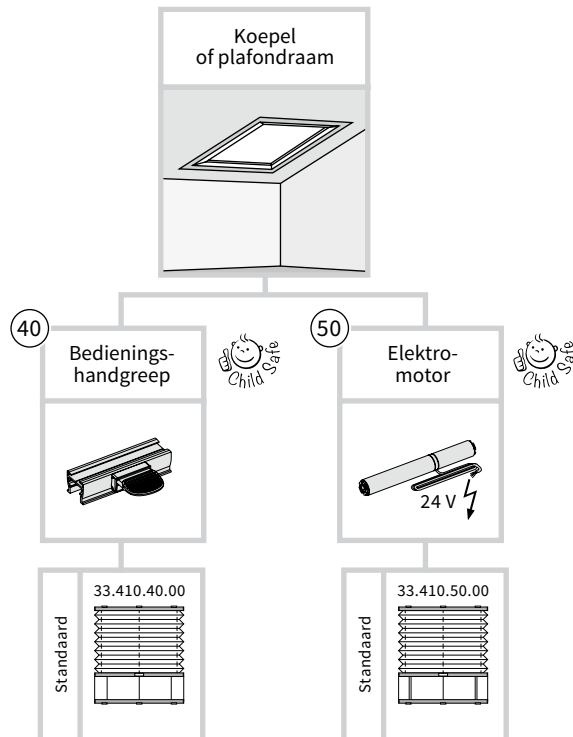 Koepel
of plafondraam
40
Bedienings-
handgreep
Child Safe
50
Elektro-
motor
Child Safe
24 V
Standaard
33.410.40.00
Standaard
33.410.50.00